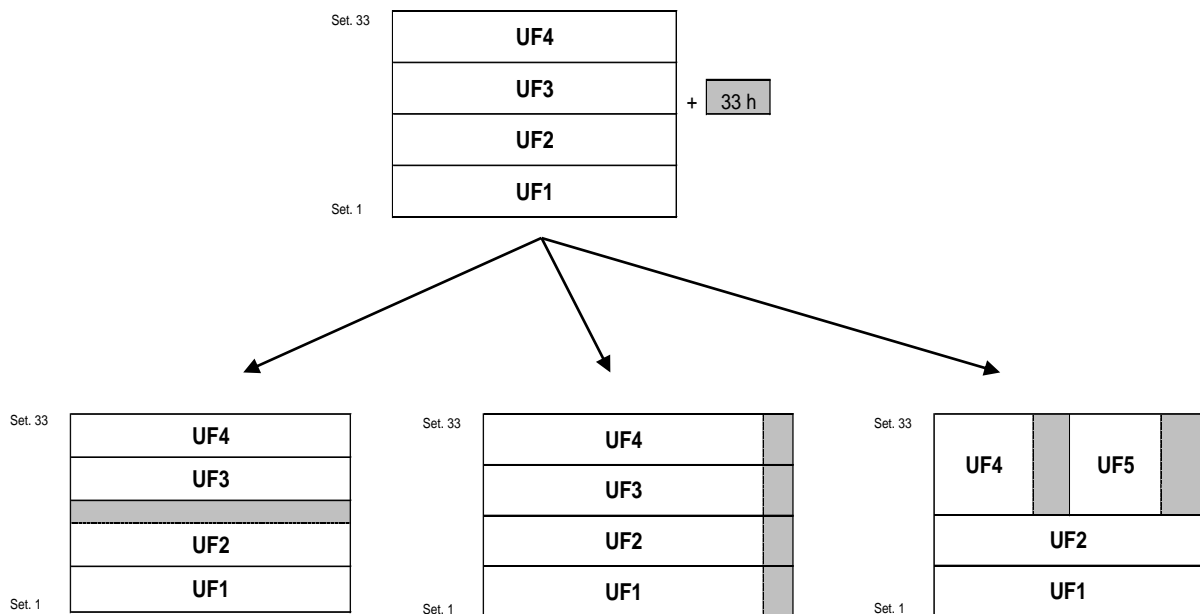 Set. 33
UF4
UF3
+ 33 h
UF2
UF1
Set. 1
Set. 33
UF4
UF3
UF2
UF1
Set. 1
Set. 33
UF4
UF3
UF2
UF1
Set. 1
Set. 33
UF4 UF5
UF2
UF1
Set. 1